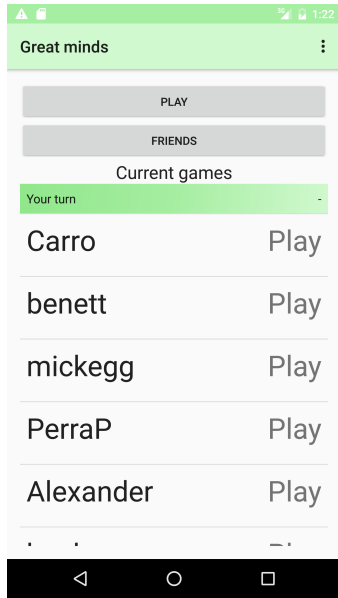 1:22
Great minds
PLAY
FRIENDS
Current games
Your turn -
Carro Play
benett Play
mickegg Play
PerraP Play
Alexander Play